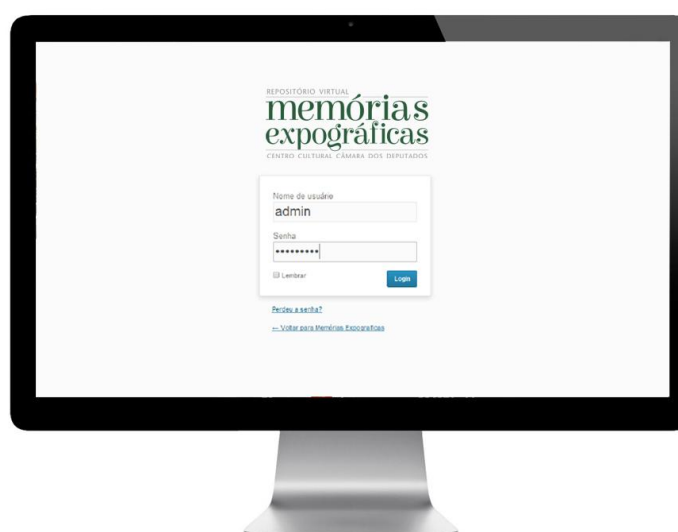 REPOSITÓRIO VIRTUAL
memórias
expográficas
CENTRO CULTURAL CÂMARA DOS DEPUTADOS
Nome de usuário
admin
Senha
•••••••••
Lembrar
Login
Perdeu a senha?
← Voltar para Memórias Expograficas